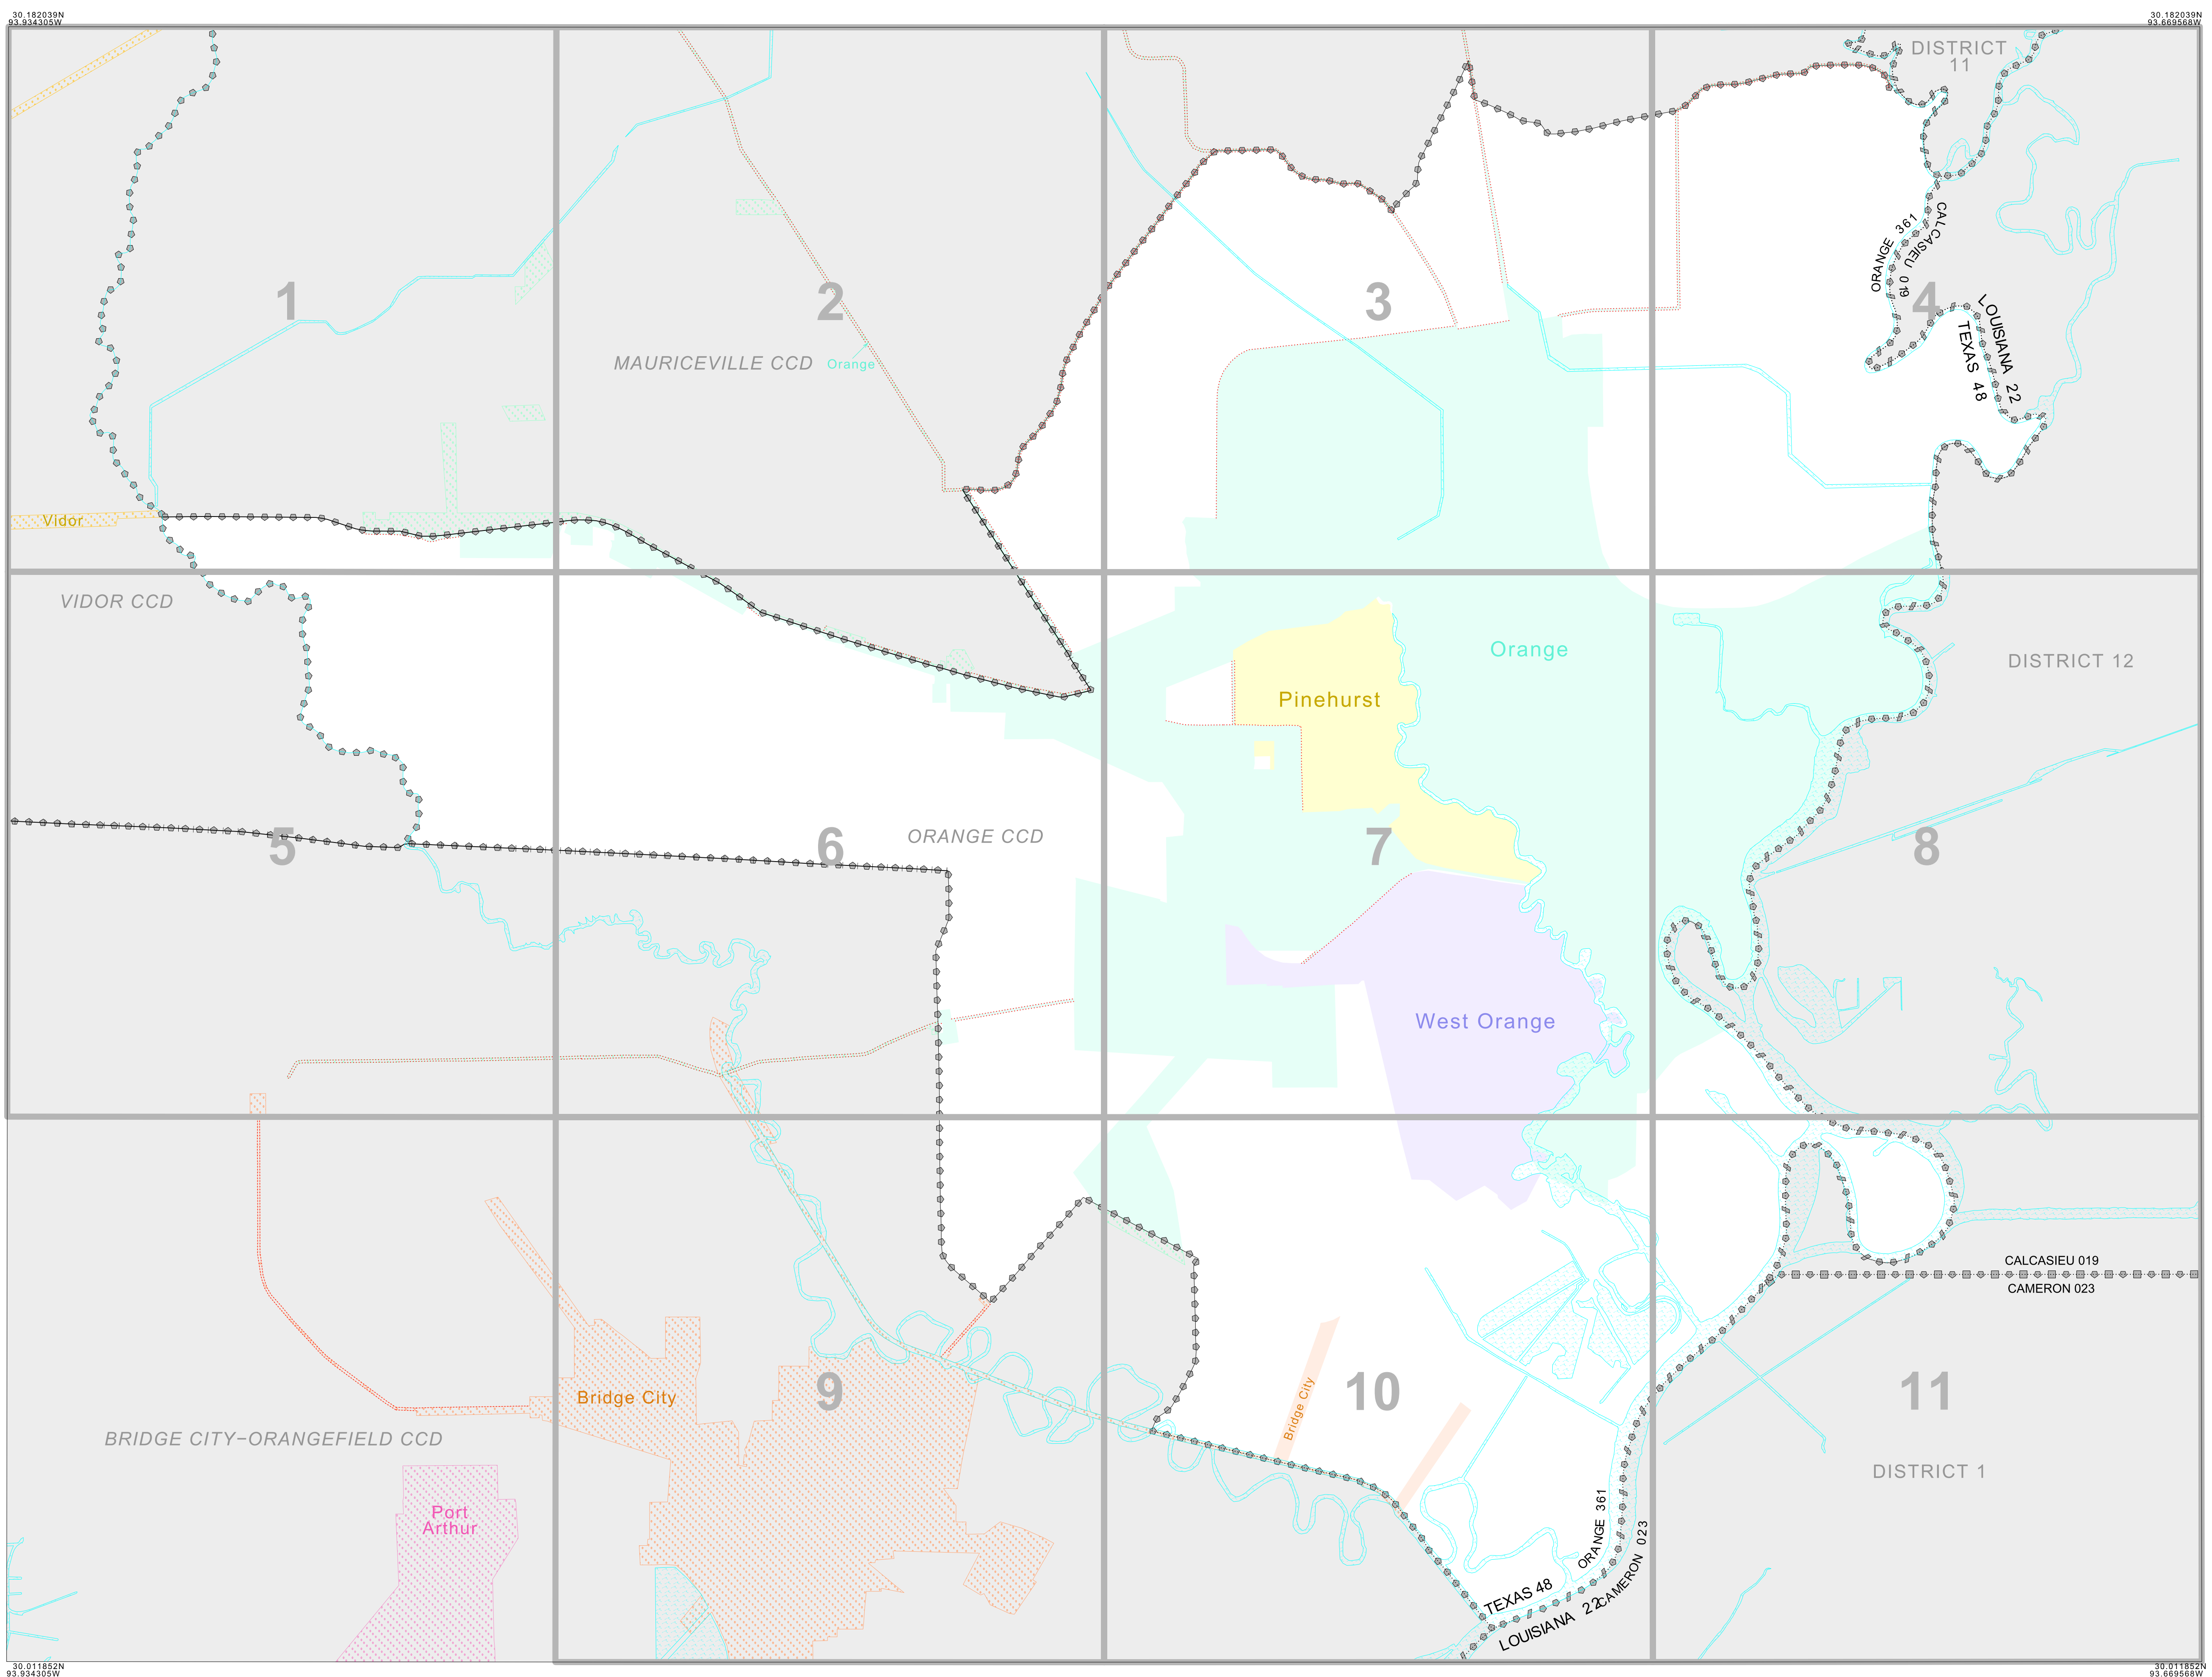 30.182039N
93.934305W
30.182039N
93.669568W
DISTRICT
11
1
2
3
4
ORANGE 361
CALCASIEU 019
LOUISIANA 22
TEXAS 48
MAURICEVILLE CCD
Orange
Vidor
VIDOR CCD
Orange
DISTRICT 12
Pinehurst
5
6
ORANGE CCD
7
8
West Orange
CALCASIEU 019
CAMERON 023
Bridge City
9
Bridge City
10
11
BRIDGE CITY–ORANGEFIELD CCD
DISTRICT 1
Port
Arthur
ORANGE 361
CAMERON 023
TEXAS 48
LOUISIANA 22
30.011852N
93.934305W
30.011852N
93.669568W